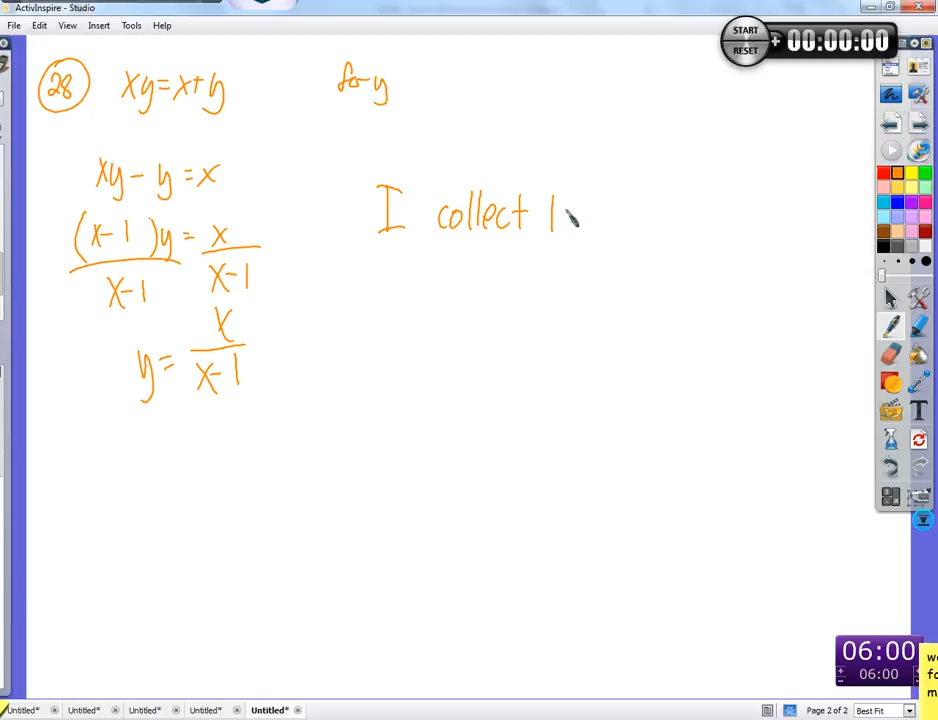 ActivInspire - Studio
File Edit View Insert Tools Help
START
RESET
00:00:00
28 xy=x+y for y
xy-y=x
(x-1)y = x
x-1 x-1
I collect l
y= x
x-1
06:00
06:00
Untitled* Untitled* Untitled* Untitled* Untitled*
Page 2 of 2 Best Fit